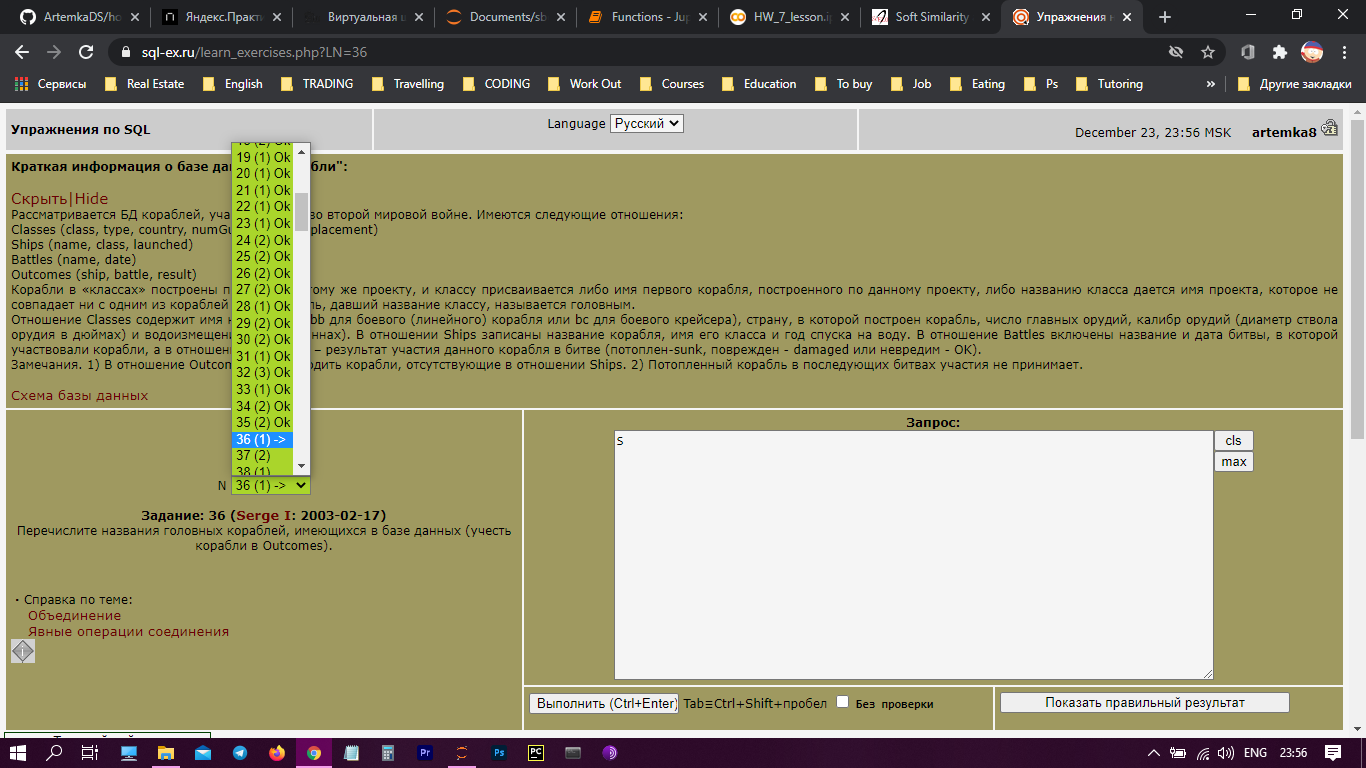 ArtemkaDS/ho
Яндекс.Практи
Виртуальная ш
Documents/sb
Functions - Jup
HW_7_lesson.i
Soft Similarity
Упражнения н
sql-ex.ru/learn_exercises.php?LN=36
Сервисы
Real Estate
English
TRADING
Travelling
CODING
Work Out
Courses
Education
To buy
Job
Eating
Ps
Tutoring
»
Другие закладки
Упражнения по SQL
Language Русский
December 23, 23:56 MSK artemka8
Краткая информация о базе да бли":
Скрыть|Hide
Рассматривается БД кораблей, уча во второй мировой войне. Имеются следующие отношения:
Classes (class, type, country, numGu placement)
Ships (name, class, launched)
Battles (name, date)
Outcomes (ship, battle, result)
Корабли в «классах» построены п тому же проекту, и классу присваивается либо имя первого корабля, построенного по данному проекту, либо названию класса дается имя проекта, которое не
совпадает ни с одним из кораблей ль, давший название классу, называется головным.
Отношение Classes содержит имя к bb для боевого (линейного) корабля или bc для боевого крейсера), страну, в которой построен корабль, число главных орудий, калибр орудий (диаметр ствола
орудия в дюймах) и водоизмещени ннах). В отношении Ships записаны название корабля, имя его класса и год спуска на воду. В отношение Battles включены название и дата битвы, в которой
участвовали корабли, а в отношен – результат участия данного корабля в битве (потоплен-sunk, поврежден - damaged или невредим - OK).
Замечания. 1) В отношение Outcom одить корабли, отсутствующие в отношении Ships. 2) Потопленный корабль в последующих битвах участия не принимает.
Схема базы данных
18 (2) Ok
19 (1) Ok
20 (1) Ok
21 (1) Ok
22 (1) Ok
23 (1) Ok
24 (2) Ok
25 (2) Ok
26 (2) Ok
27 (2) Ok
28 (1) Ok
29 (2) Ok
30 (2) Ok
31 (1) Ok
32 (3) Ok
33 (1) Ok
34 (2) Ok
35 (2) Ok
36 (1) ->
37 (2)
38 (1)
N 36 (1) ->
Задание: 36 (Serge I: 2003-02-17)
Перечислите названия головных кораблей, имеющихся в базе данных (учесть
корабли в Outcomes).
· Справка по теме:
Объединение
Явные операции соединения
Запрос:
S
cls
max
Выполнить (Ctrl+Enter) Tab≡Ctrl+Shift+пробел Без проверки
Показать правильный результат
Pr
Ps
PC
ENG
23:56